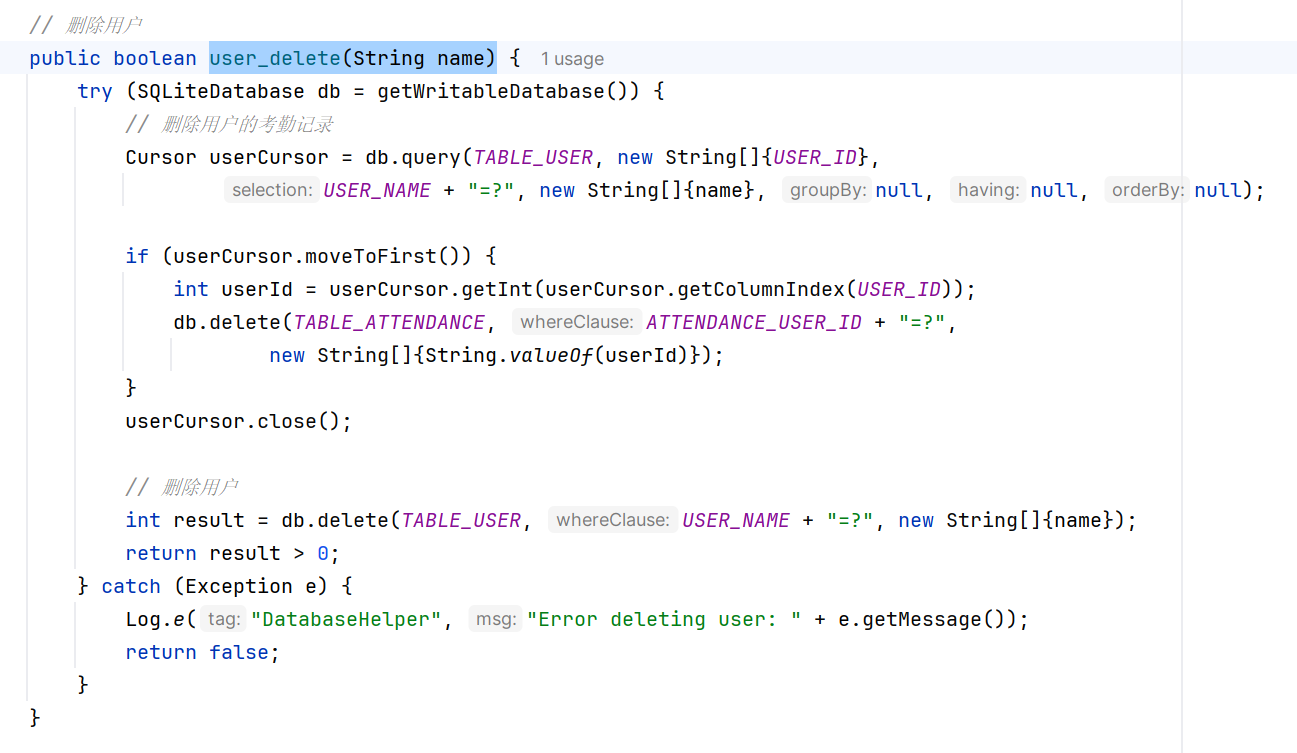 // 删除用户
public boolean user_delete(String name) { 1 usage
try (SQLiteDatabase db = getWritableDatabase()) {
// 删除用户的考勤记录
Cursor userCursor = db.query(TABLE_USER, new String[]{USER_ID},
selection: USER_NAME + "=?", new String[]{name}, groupBy: null, having: null, orderBy: null);
if (userCursor.moveToFirst()) {
int userId = userCursor.getInt(userCursor.getColumnIndex(USER_ID));
db.delete(TABLE_ATTENDANCE, whereClause: ATTENDANCE_USER_ID + "=?",
new String[]{String.valueOf(userId)});
}
userCursor.close();
// 删除用户
int result = db.delete(TABLE_USER, whereClause: USER_NAME + "=?", new String[]{name});
return result > 0;
} catch (Exception e) {
Log.e( tag: "DatabaseHelper", msg: "Error deleting user: " + e.getMessage());
return false;
}
}